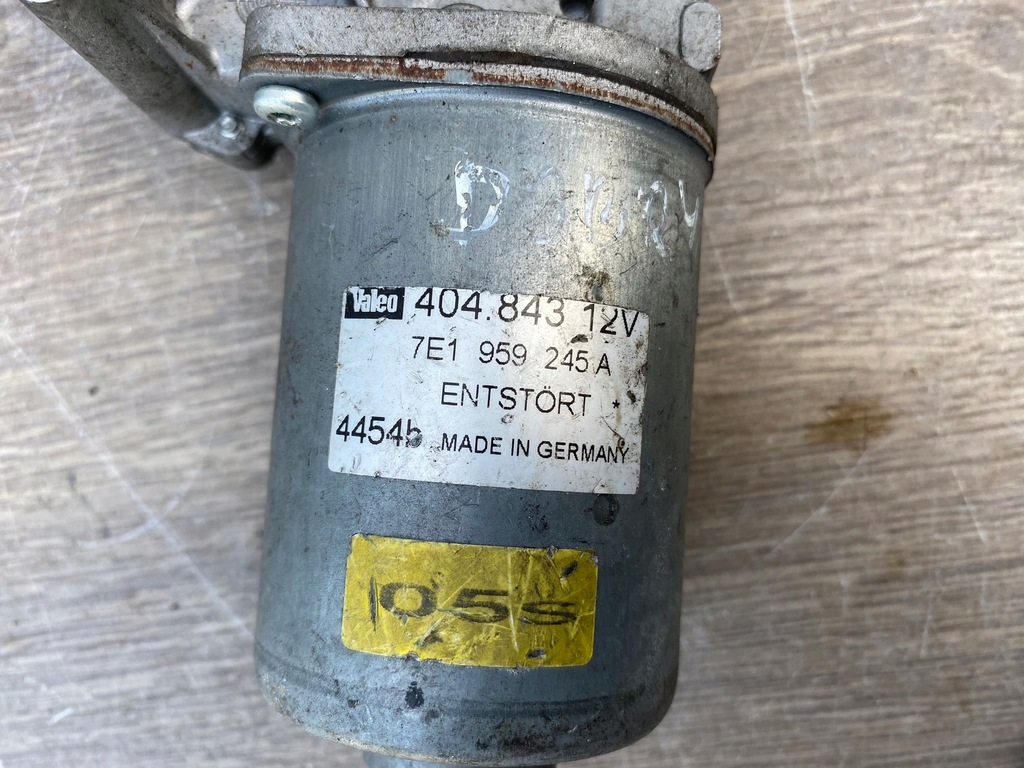 Valeo 404.843 12V
7E1 959 245 A
ENTSTÖRT *
4454b MADE IN GERMANY